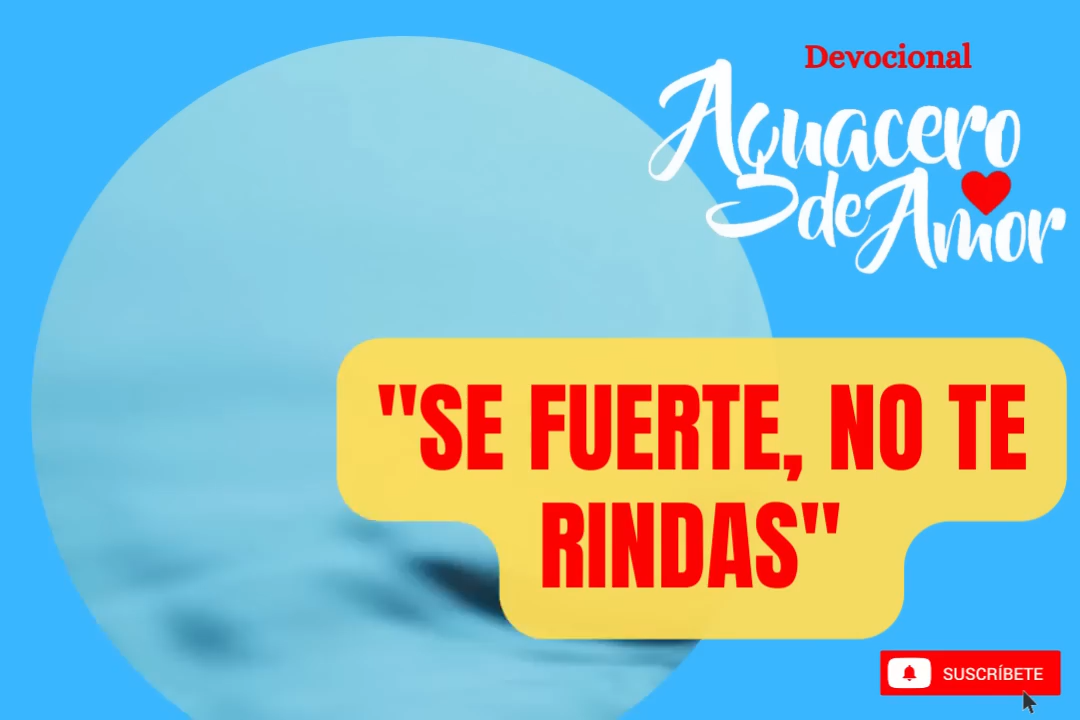 Devocional
Aguacero
de Amor
"SE FUERTE, NO TE
RINDAS"
SUSCRÍBETE